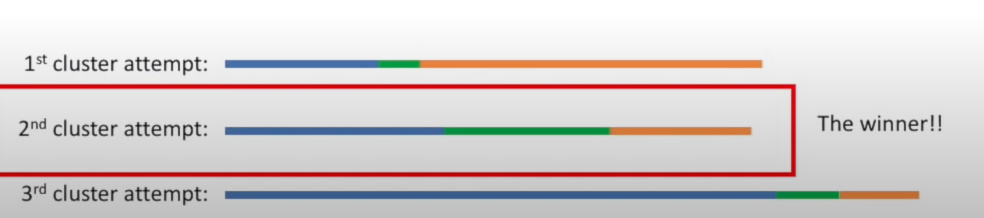 1st cluster attempt:
2nd cluster attempt:
The winner!!
3rd cluster attempt: